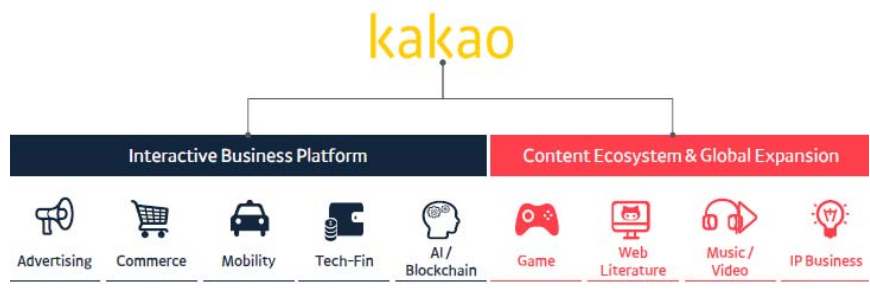 kakao
Interactive Business Platform
Content Ecosystem & Global Expansion
Advertising
Commerce
Mobility
Tech-Fin
AI /
Blockchain
Game
Web
Literature
Music /
Video
IP Business